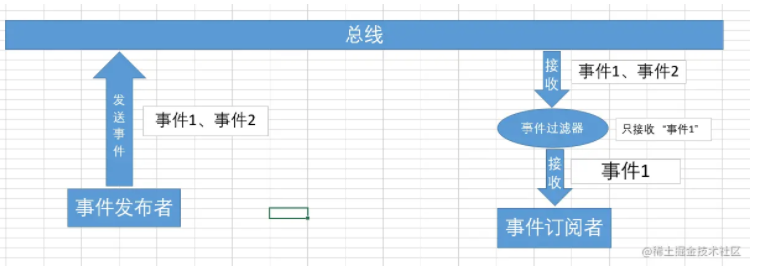 总线
发送事件
事件1、事件2
事件发布者
接收
事件1、事件2
事件过滤器
只接收 “事件1”
接收
事件1
事件订阅者
@稀土掘金技术社区